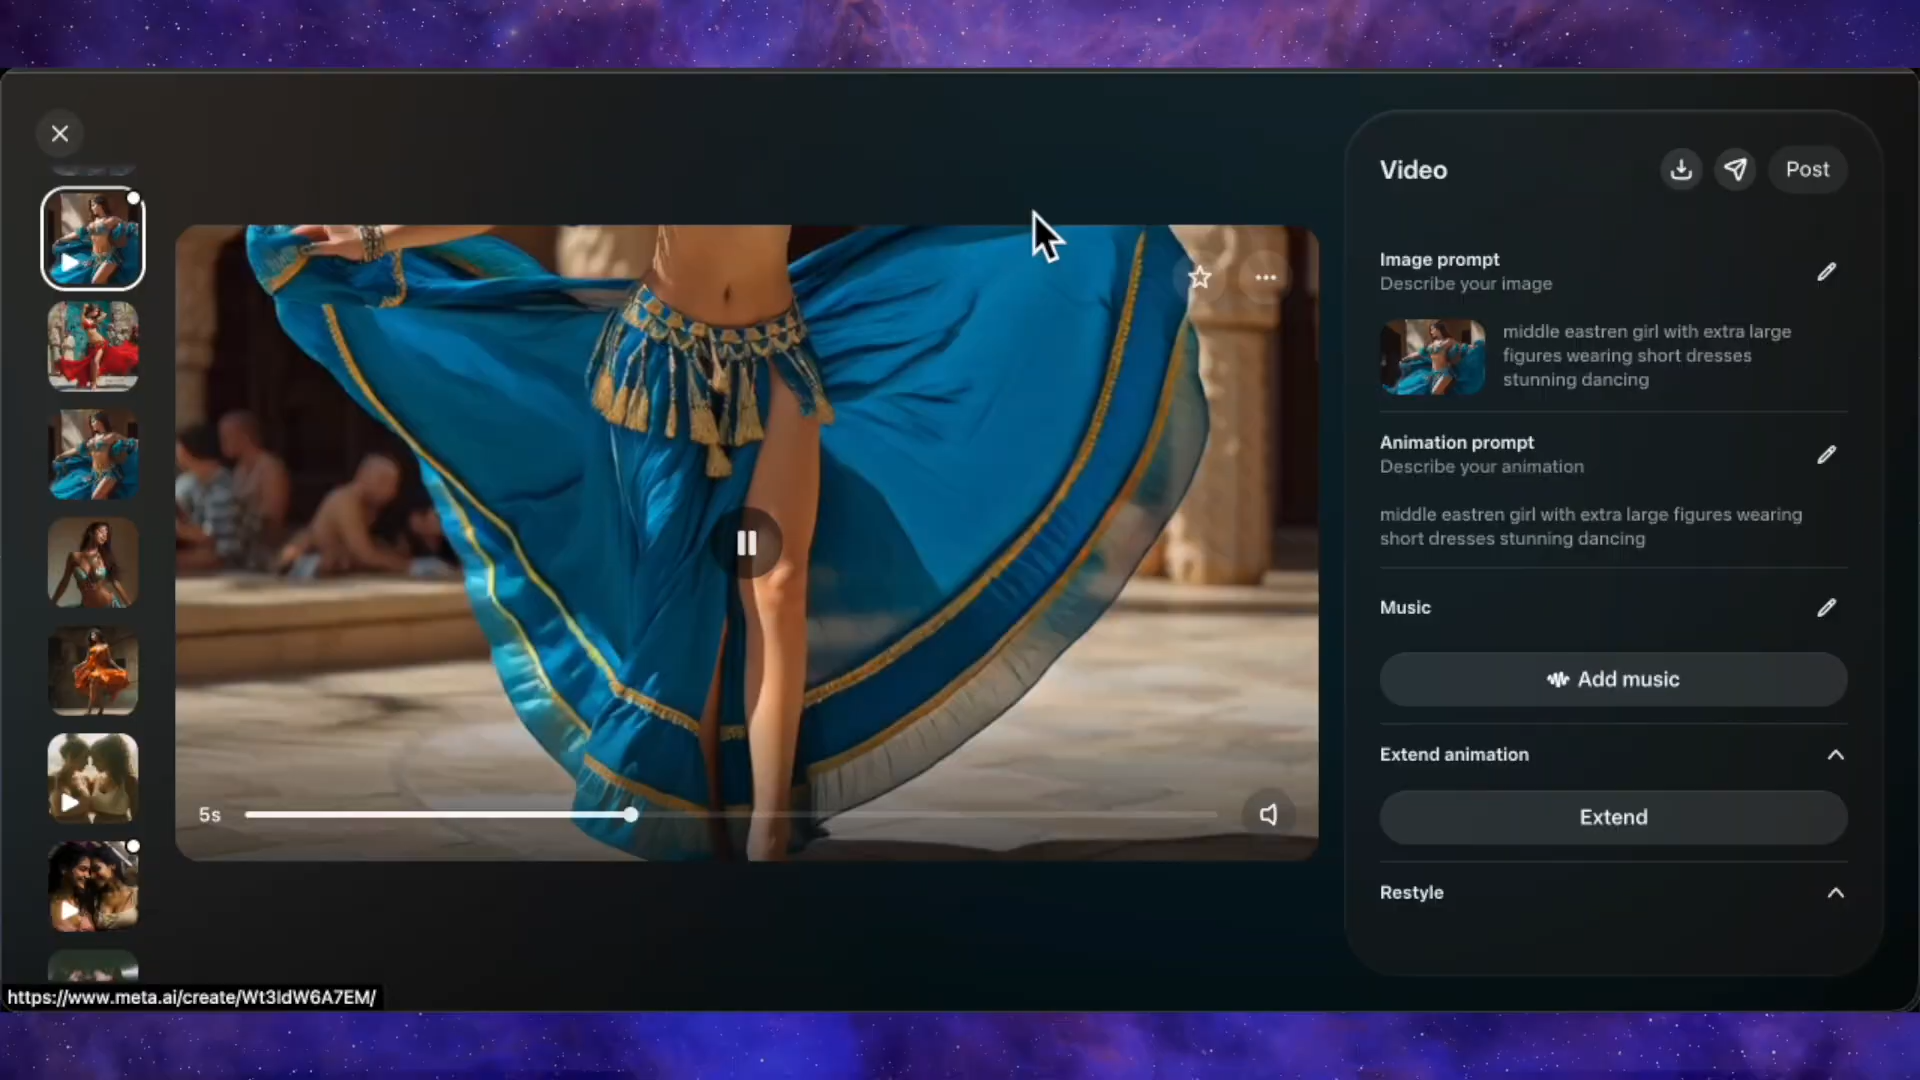 Video
Post
Image prompt
Describe your image
middle eastren girl with extra large
figures wearing short dresses
stunning dancing
Animation prompt
Describe your animation
middle eastren girl with extra large figures wearing
short dresses stunning dancing
Music
Add music
Extend animation
Extend
Restyle
5s
https://www.meta.ai/create/Wt3ldW6A7EM/